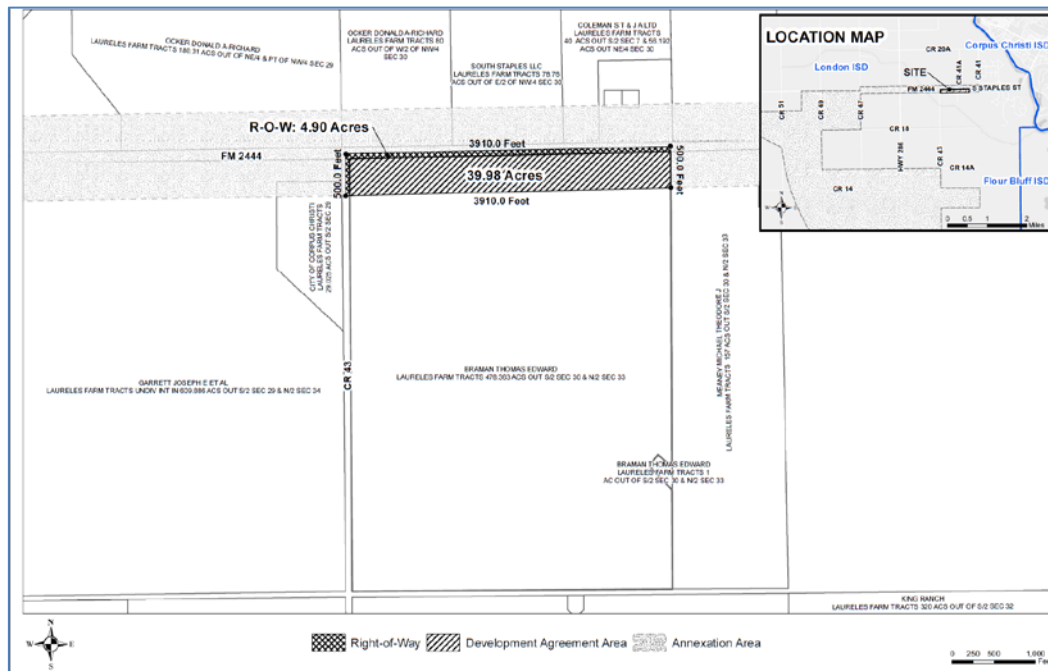 OCKER DONALD A-RICHARD
LAURELES FARM TRACTS 180.31 ACS OUT OF NE/4 & PT OF NW/4 SEC 29
OCKER DONALD A-RICHARD
LAURELES FARM TRACTS 80
ACS OUT OF W/2 OF NW/4
SEC 30
SOUTH STAPLES LLC
LAURELES FARM TRACTS 78.76
ACS OUT OF E/2 OF NW/4 SEC 30
COLEMAN S T & J A LTD
LAURELES FARM TRACTS
40 ACS OUT S/2 SEC 7 & 56.193
ACS OUT NE/4 SEC 30
LOCATION MAP
CR 20A
Corpus Christi ISD
London ISD
CR 41A
CR 41
SITE
FM 2444
S STAPLES ST
CR 51
CR 49
CR 47
CR 18
HWY 286
CR 43
CR 14A
CR 14
Flour Bluff ISD
0 0.5 1 2
Miles
R-O-W: 4.90 Acres
FM 2444
3910.0 Feet
500.0 Feet
39.98 Acres
500.0 Feet
3910.0 Feet
CITY OF CORPUS CHRISTI
LAURELES FARM TRACTS
29.025 ACS OUT S/2 SEC 29
CR 43
GARRETT JOSEPH E ET AL
LAURELES FARM TRACTS UNDIV INT IN 609.886 ACS OUT S/2 SEC 29 & N/2 SEC 34
BRAMAN THOMAS EDWARD
LAURELES FARM TRACTS 478.363 ACS OUT S/2 SEC 30 & N/2 SEC 33
MEANEY MICHAEL THEODORE J
LAURELES FARM TRACTS 157 ACS OUT S/2 SEC 30 & N/2 SEC 33
BRAMAN THOMAS EDWARD
LAURELES FARM TRACTS 1
AC OUT OF S/2 SEC 30 & N/2 SEC 33
KING RANCH
LAURELES FARM TRACTS 320 ACS OUT OF S/2 SEC 32
N
W E
S
Right-of-Way
Development Agreement Area
Annexation Area
0 250 500 1,000